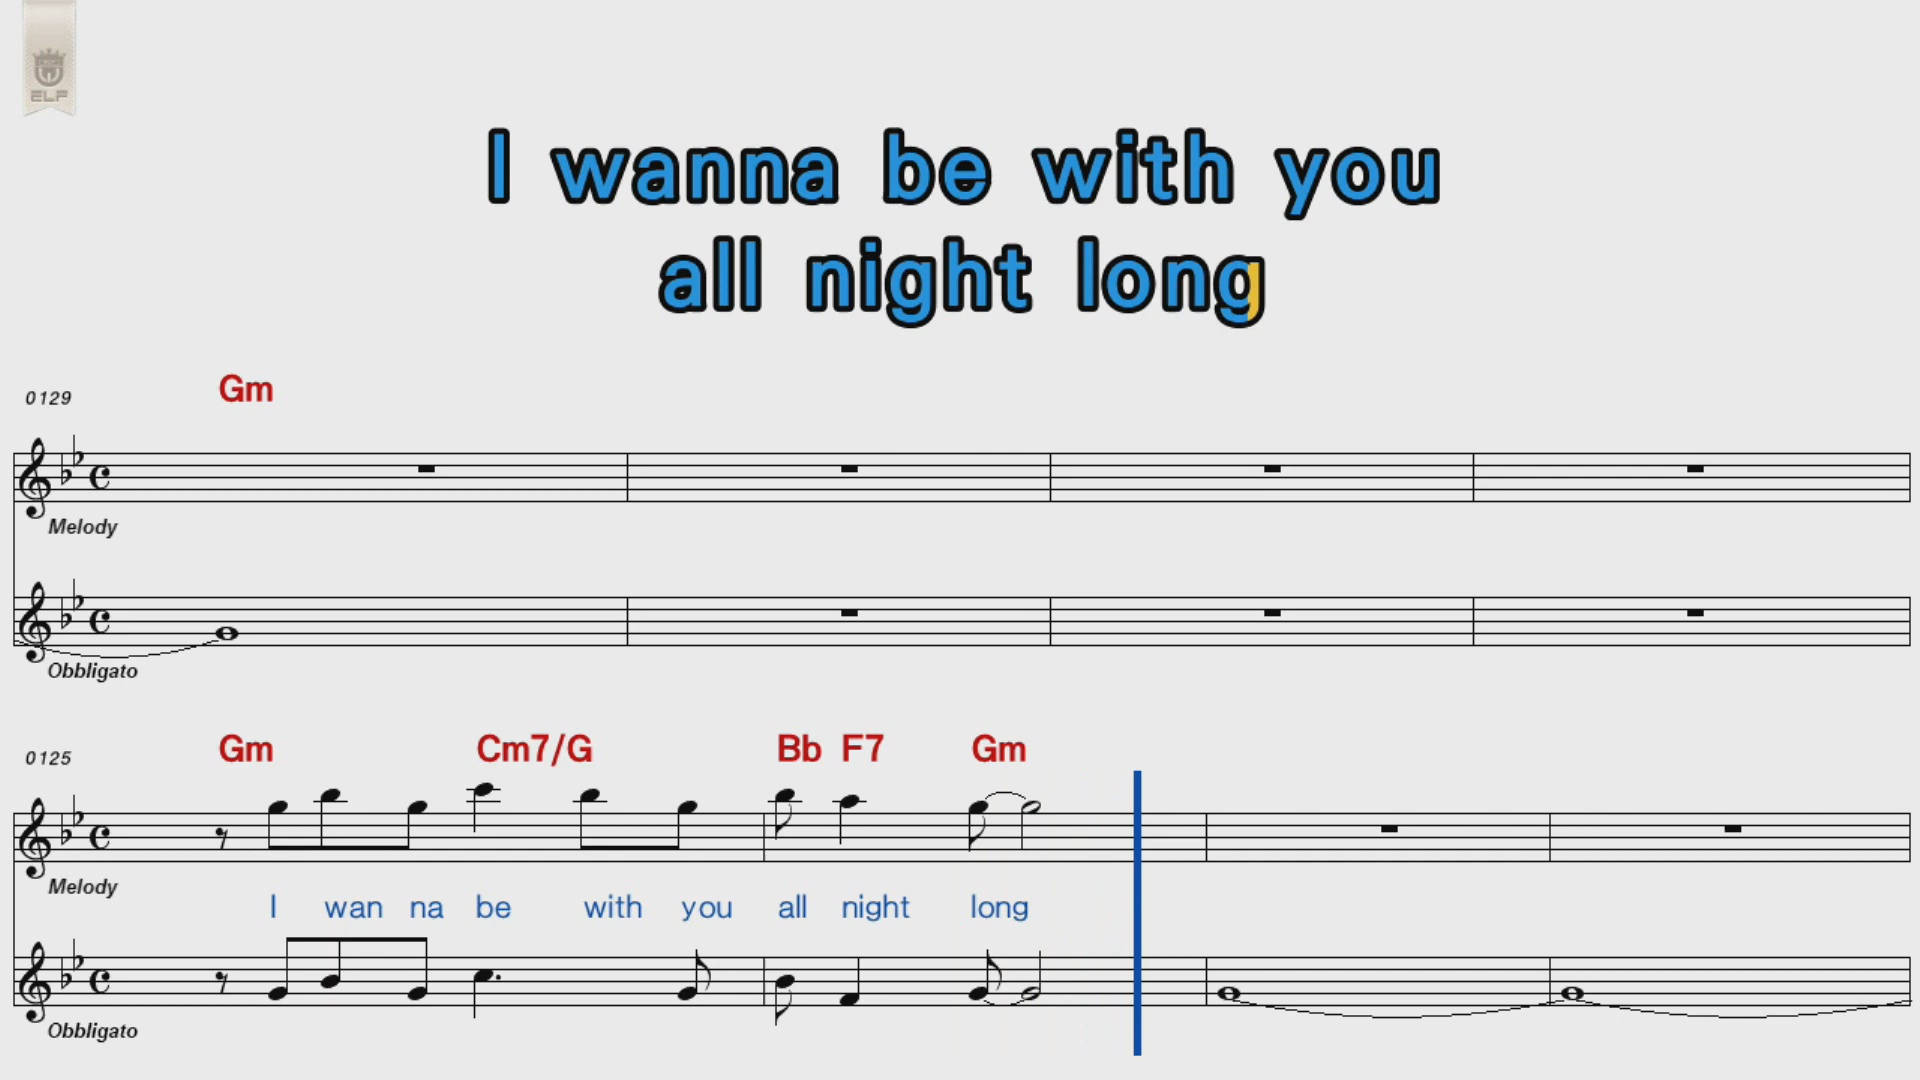 ELF
I wanna be with you
all night long
Gm
0129
Melody
Obbligato
Gm Cm7/G Bb F7 Gm
0125
Melody
I wan na be with you all night long
Obbligato